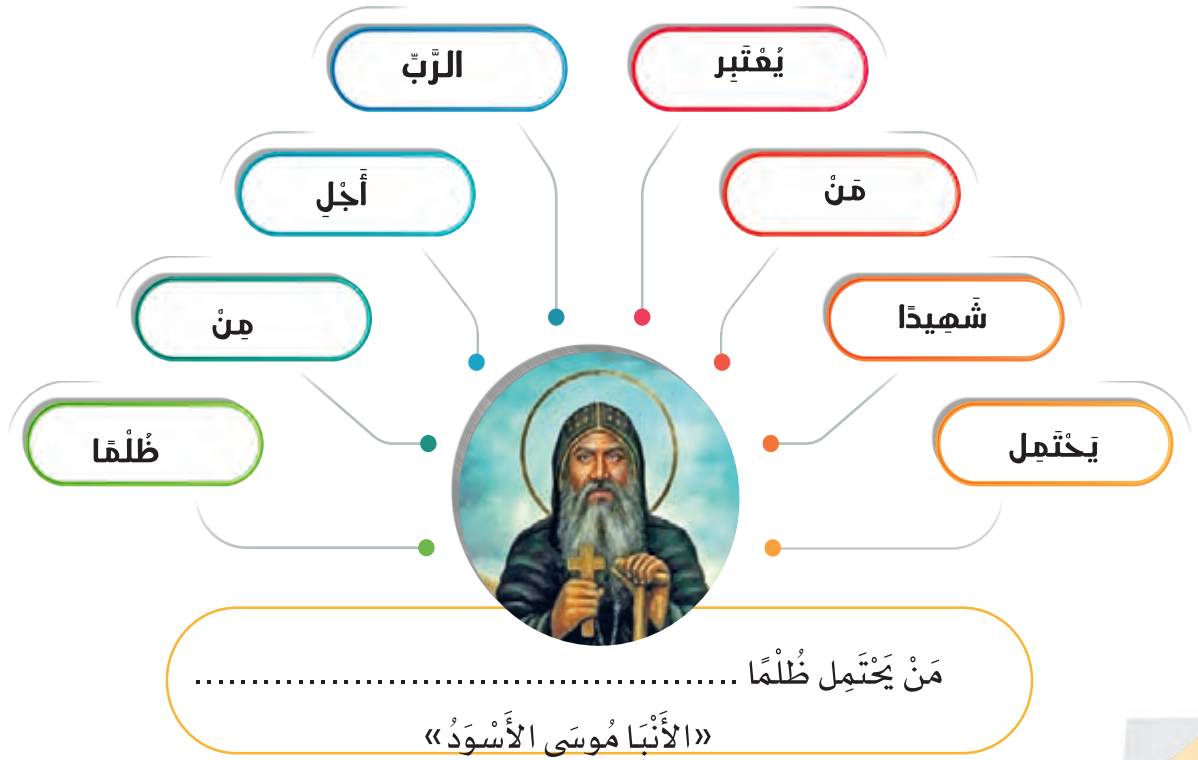 يُعْتَبِر
الرَّبِّ
مَنْ
أَجْلِ
شَهِيدًا
مِنْ
يَحْتَمِل
ظُلْمًا
مَنْ يَحْتَمِل ظُلْمًا ................................................
«الأَنْبَا مُوسَى الأَسْوَدُ»